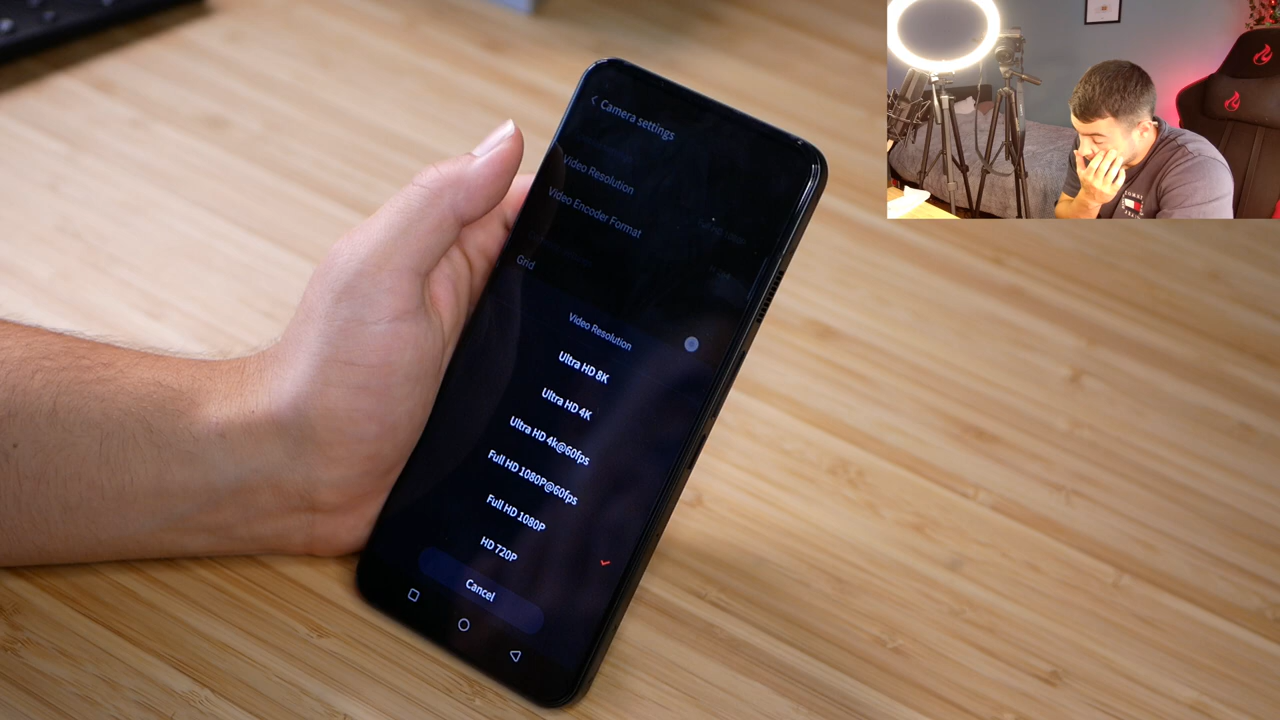 Camera settings
Video Resolution
Video Encoder Format
Grid
Video Resolution
Ultra HD 8K
Ultra HD 4K
Ultra HD 4k@60fps
Full HD 1080P@60fps
Full HD 1080P
HD 720P
Cancel